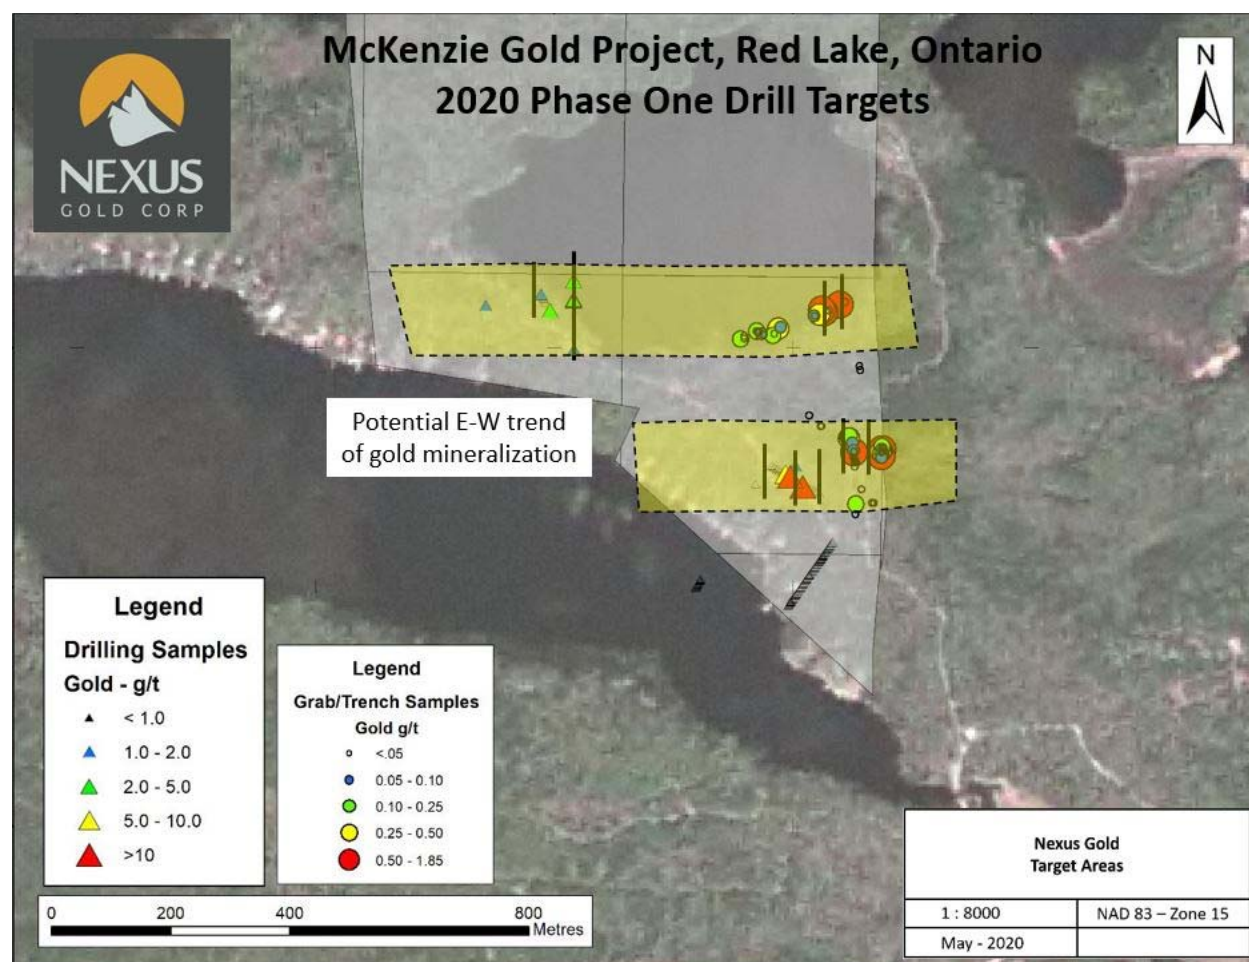 McKenzie Gold Project, Red Lake, Ontario
2020 Phase One Drill Targets
N
NEXUS
GOLD CORP
Potential E-W trend
of gold mineralization
Legend
Drilling Samples
Gold - g/t
< 1.0
1.0 - 2.0
2.0 - 5.0
5.0 - 10.0
>10
Legend
Grab/Trench Samples
Gold g/t
<.05
0.05 - 0.10
0.10 - 0.25
0.25 - 0.50
0.50 - 1.85
0 200 400 800
Metres
Nexus Gold
Target Areas
1 : 8000 NAD 83 – Zone 15
May - 2020